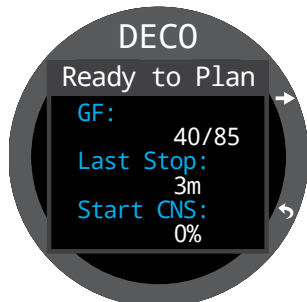 DECO
Ready to Plan
GF:
40/85
Last Stop:
3m
Start CNS:
0%